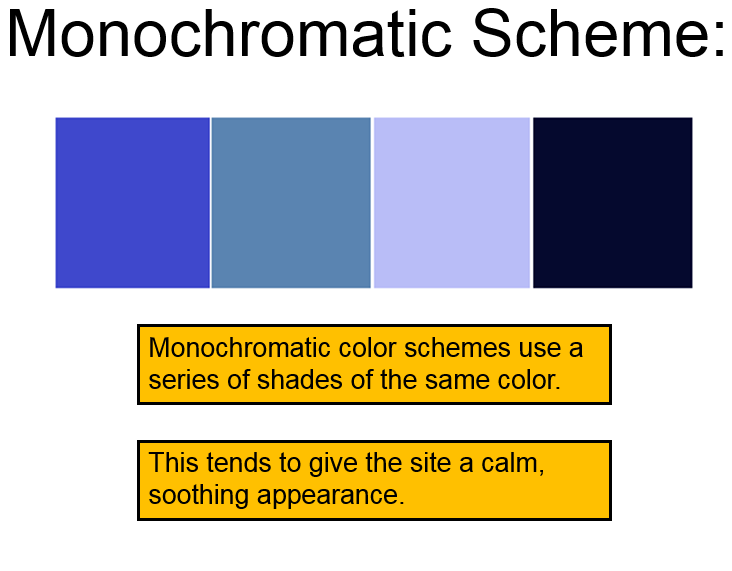 Monochromatic Scheme:
Monochromatic color schemes use a
series of shades of the same color.
This tends to give the site a calm,
soothing appearance.